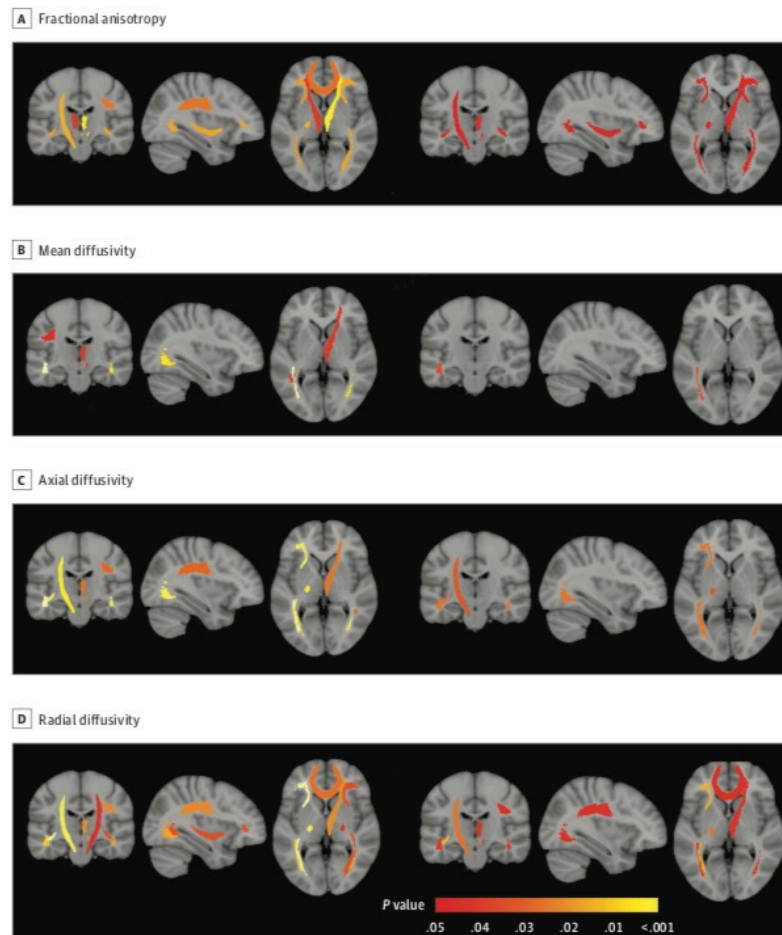 A Fractional anisotropy
B Mean diffusivity
C Axial diffusivity
D Radial diffusivity
P value
.05 .04 .03 .02 .01 <.001